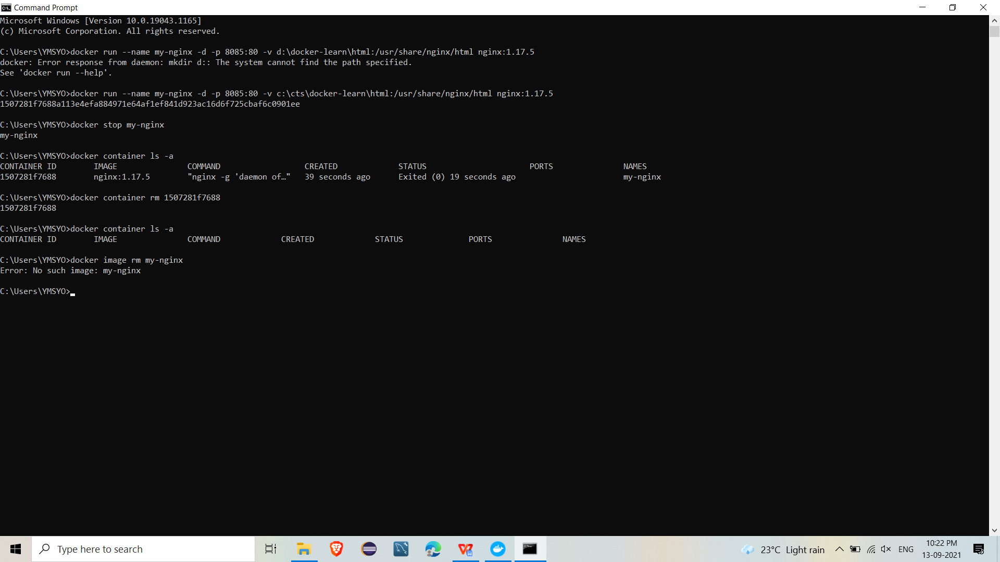 Command Prompt
Microsoft Windows [Version 10.0.19043.1165]
(c) Microsoft Corporation. All rights reserved.
C:\Users\YMSYO>docker run --name my-nginx -d -p 8085:80 -v d:\docker-learn\html:/usr/share/nginx/html nginx:1.17.5
docker: Error response from daemon: mkdir d:: The system cannot find the path specified.
See 'docker run --help'.
C:\Users\YMSYO>docker run --name my-nginx -d -p 8085:80 -v c:\cts\docker-learn\html:/usr/share/nginx/html nginx:1.17.5
1507281f7688a113e4efa884971e64af1ef841d923ac16d6f725cbaf6c0901ee
C:\Users\YMSYO>docker stop my-nginx
my-nginx
C:\Users\YMSYO>docker container ls -a
CONTAINER ID IMAGE COMMAND CREATED STATUS PORTS NAMES
1507281f7688 nginx:1.17.5 "nginx -g 'daemon of…" 39 seconds ago Exited (0) 19 seconds ago my-nginx
C:\Users\YMSYO>docker container rm 1507281f7688
1507281f7688
C:\Users\YMSYO>docker container ls -a
CONTAINER ID IMAGE COMMAND CREATED STATUS PORTS NAMES
C:\Users\YMSYO>docker image rm my-nginx
Error: No such image: my-nginx
C:\Users\YMSYO>
Type here to search
23°C Light rain
ENG
10:22 PM
13-09-2021